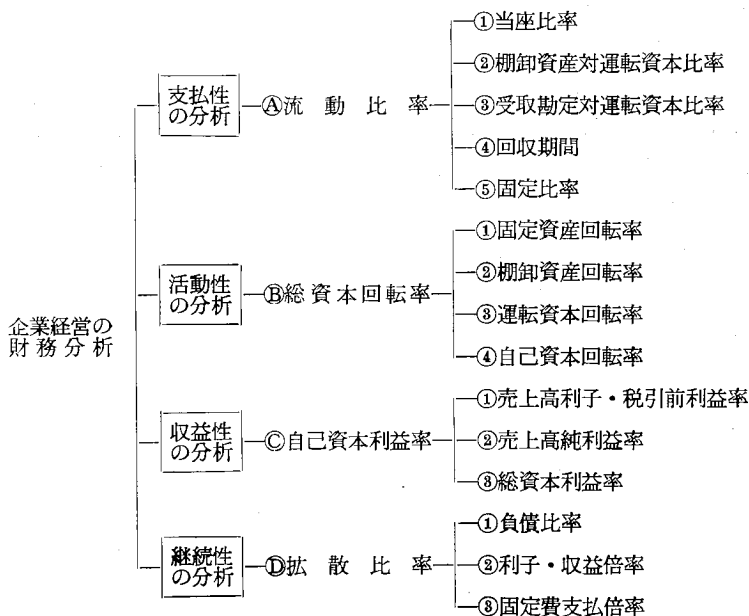 企業経営の
財務分析
支払性
の分析
Ⓐ流動比率
①当座比率
②棚卸資産対運転資本比率
③受取勘定対運転資本比率
④回収期間
⑤固定比率
活動性
の分析
Ⓑ総資本回転率
①固定資産回転率
②棚卸資産回転率
③運転資本回転率
④自己資本回転率
収益性
の分析
Ⓒ自己資本利益率
①売上高利子・税引前利益率
②売上高純利益率
③総資本利益率
継続性
の分析
Ⓓ拡散比率
①負債比率
②利子・収益倍率
③固定費支払倍率